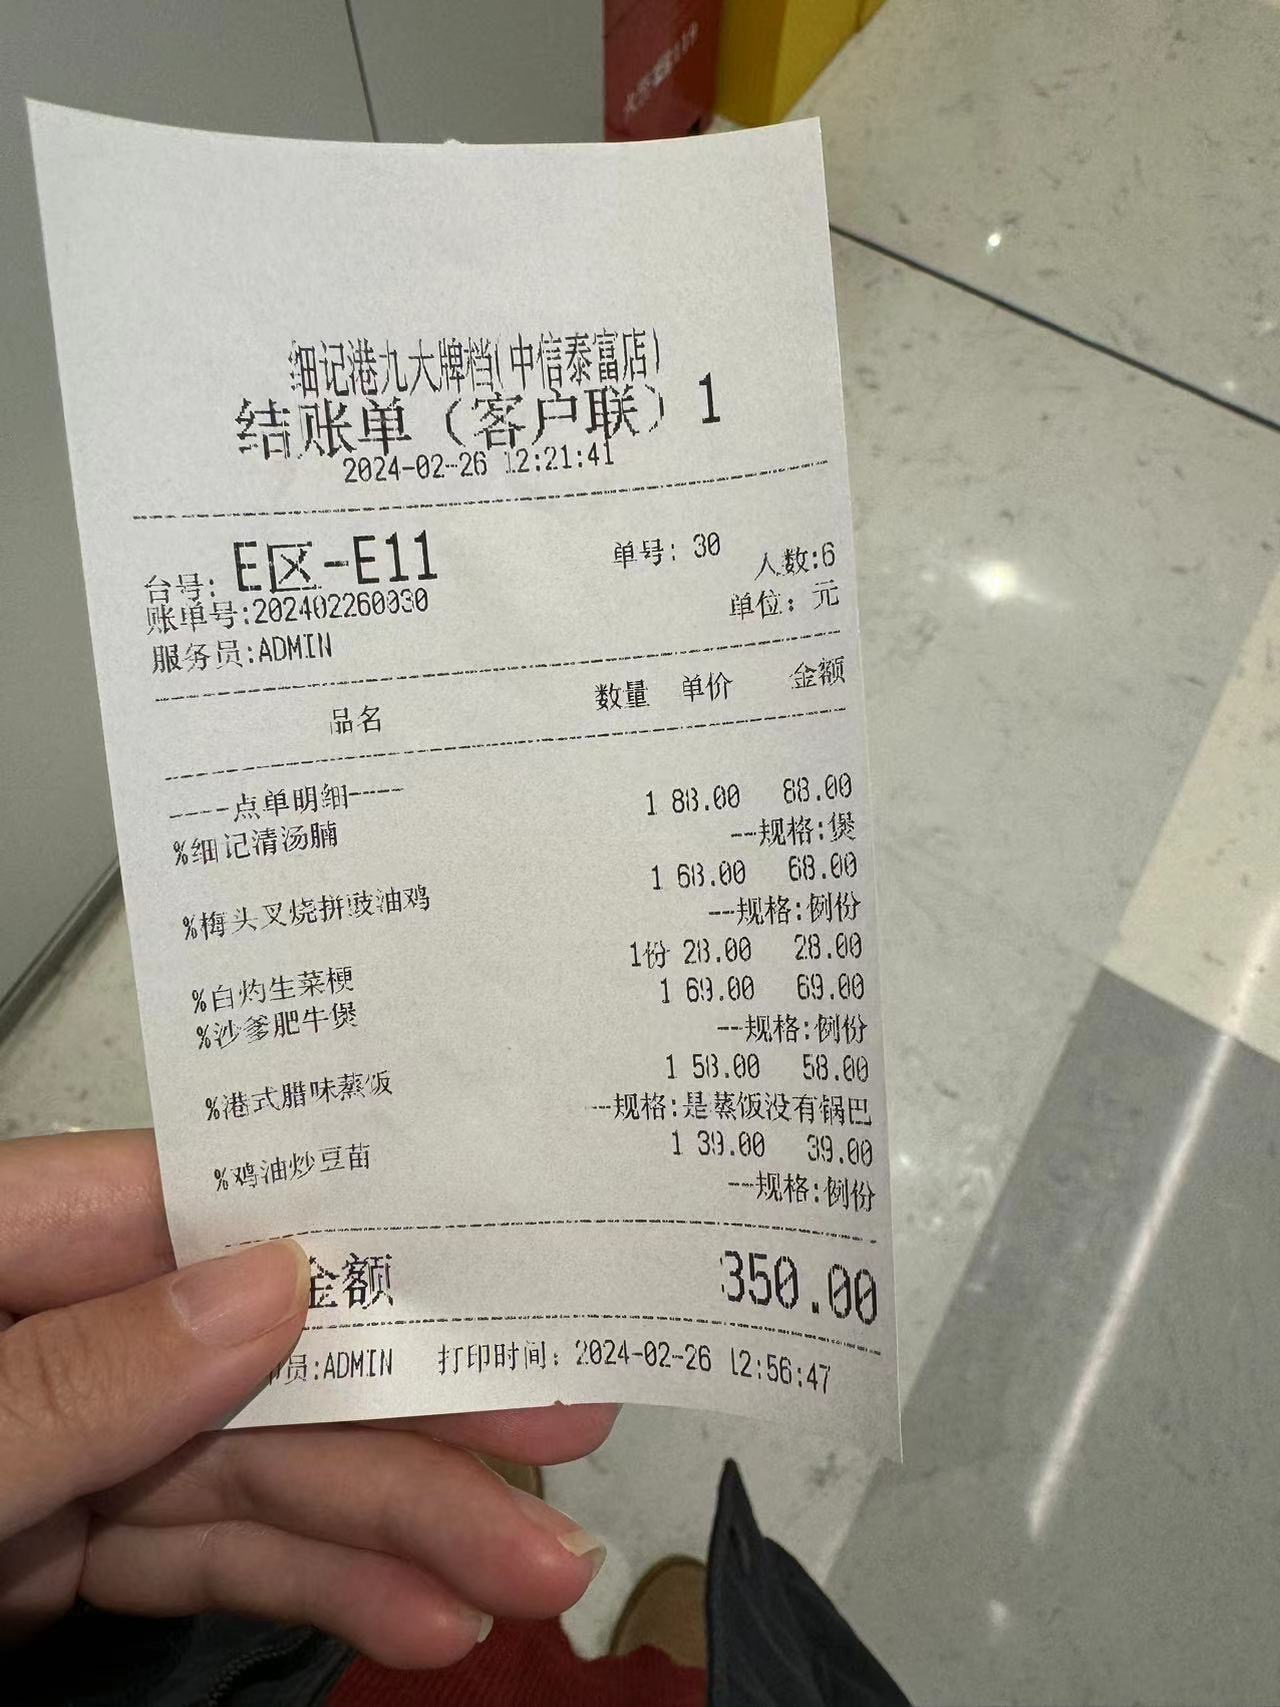 细记港九大牌档(中信泰富店)
结账单（客户联）1
2024-02-26 12:21:41
台号: E区-E11 单号: 30 人数:6
账单号:202402260030 单位: 元
服务员:ADMIN
品名 数量 单价 金额
----点单明细----
%细记清汤腩 1 88.00 88.00
--规格:煲
%梅头叉烧拼豉油鸡 1 68.00 68.00
--规格:例份
%白灼生菜梗 1份 28.00 28.00
%沙爹肥牛煲 1 69.00 69.00
--规格:例份
%港式腊味蒸饭 1 58.00 58.00
--规格:是蒸饭没有锅巴
%鸡油炒豆苗 1 39.00 39.00
--规格:例份
金额 350.00
员:ADMIN 打印时间: 2024-02-26 12:56:47